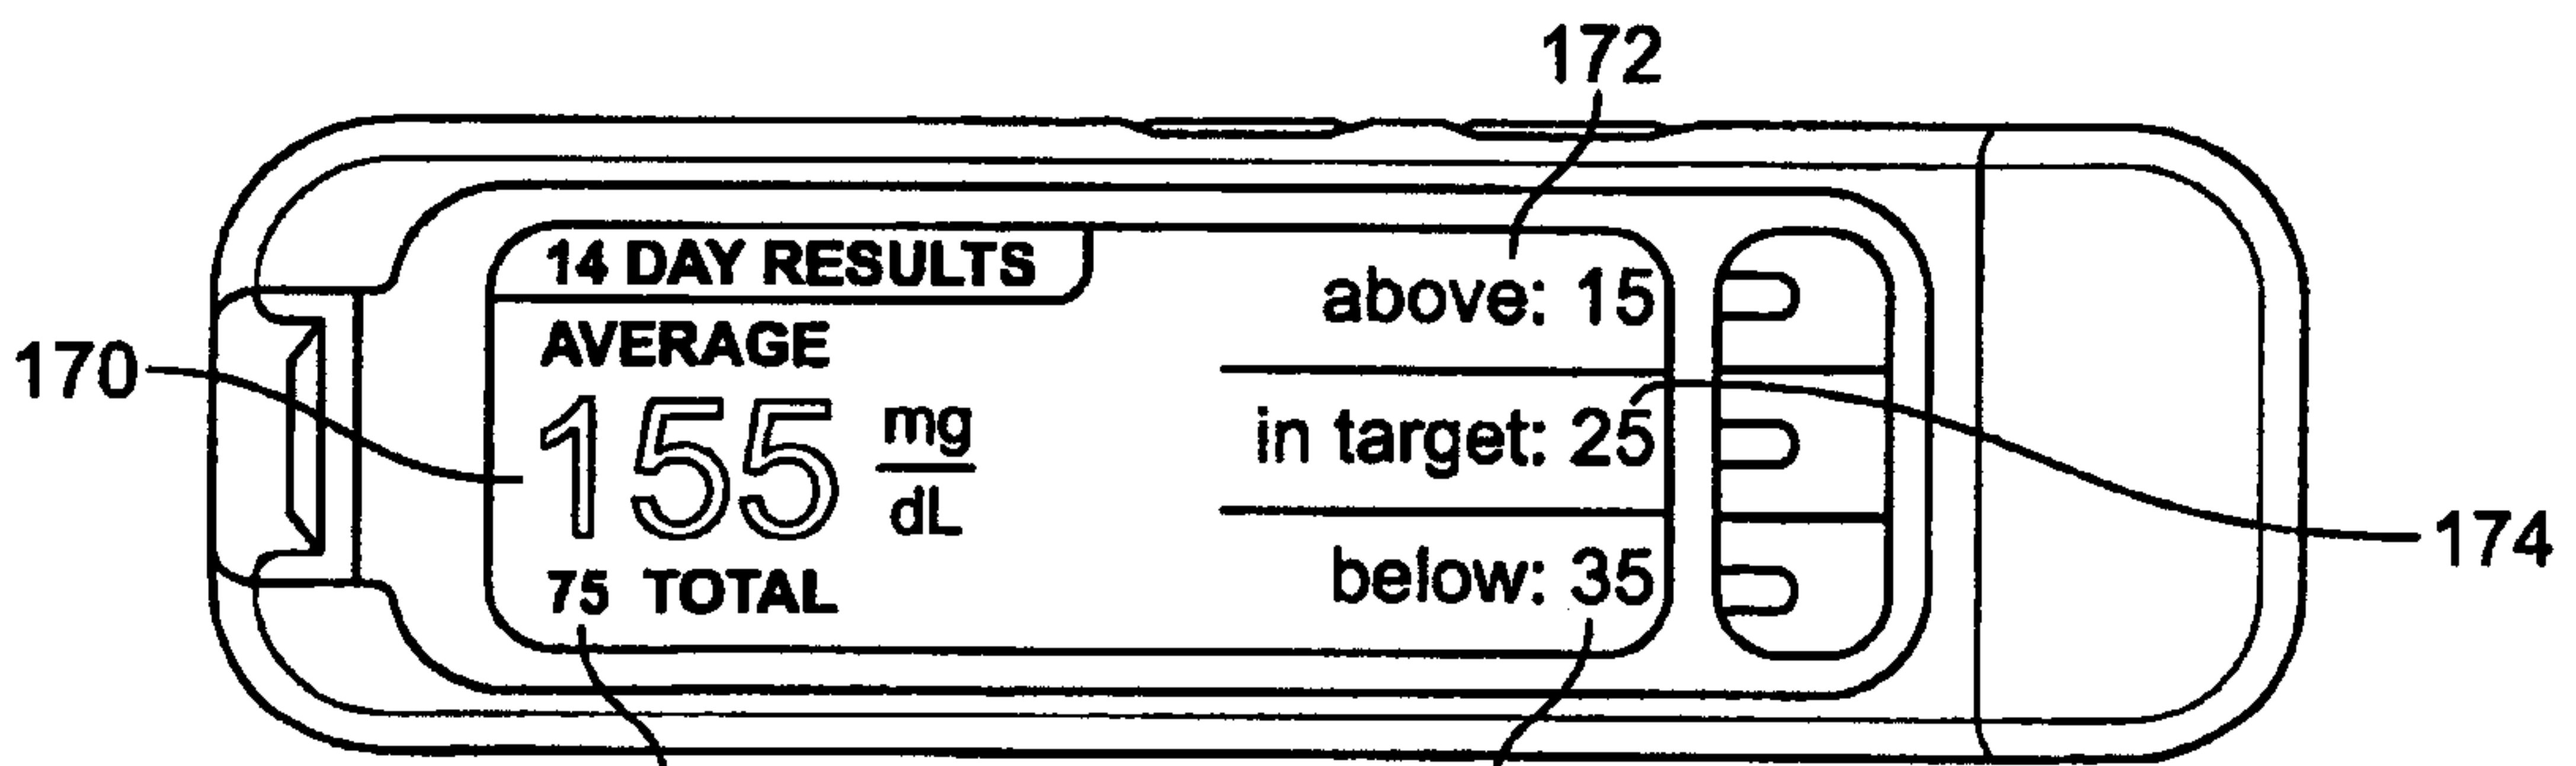 172
14 DAY RESULTS
above: 15
AVERAGE
170
155 mg/dL
in target: 25
174
75 TOTAL
below: 35